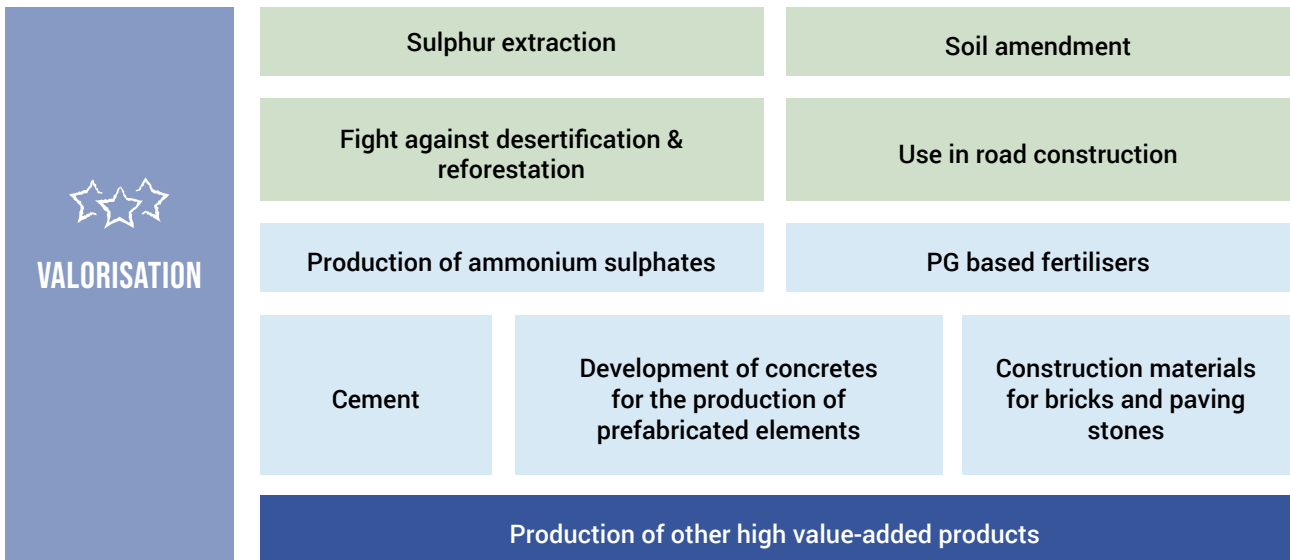 VALORISATION
Sulphur extraction
Soil amendment
Fight against desertification &
reforestation
Use in road construction
Production of ammonium sulphates
PG based fertilisers
Cement
Development of concretes
for the production of
prefabricated elements
Construction materials
for bricks and paving
stones
Production of other high value-added products